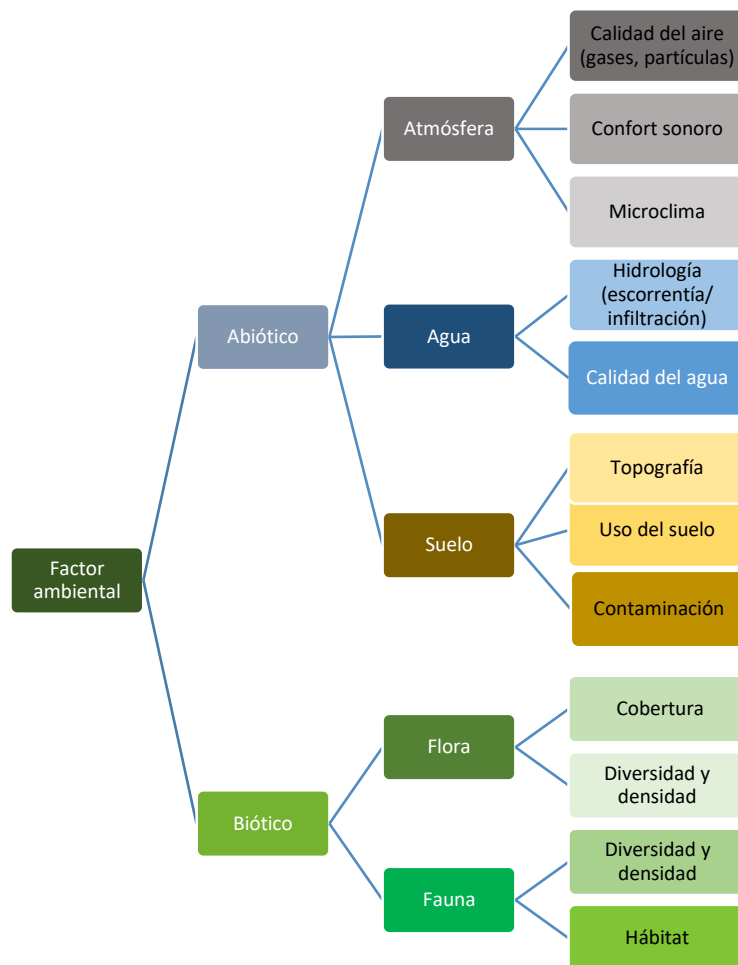 Calidad del aire
(gases, partículas)
Atmósfera
Confort sonoro
Microclima
Hidrología
(escorrentía/
infiltración)
Abiótico
Agua
Calidad del agua
Topografía
Uso del suelo
Suelo
Factor
ambiental
Contaminación
Cobertura
Flora
Diversidad y
densidad
Biótico
Diversidad y
densidad
Fauna
Hábitat